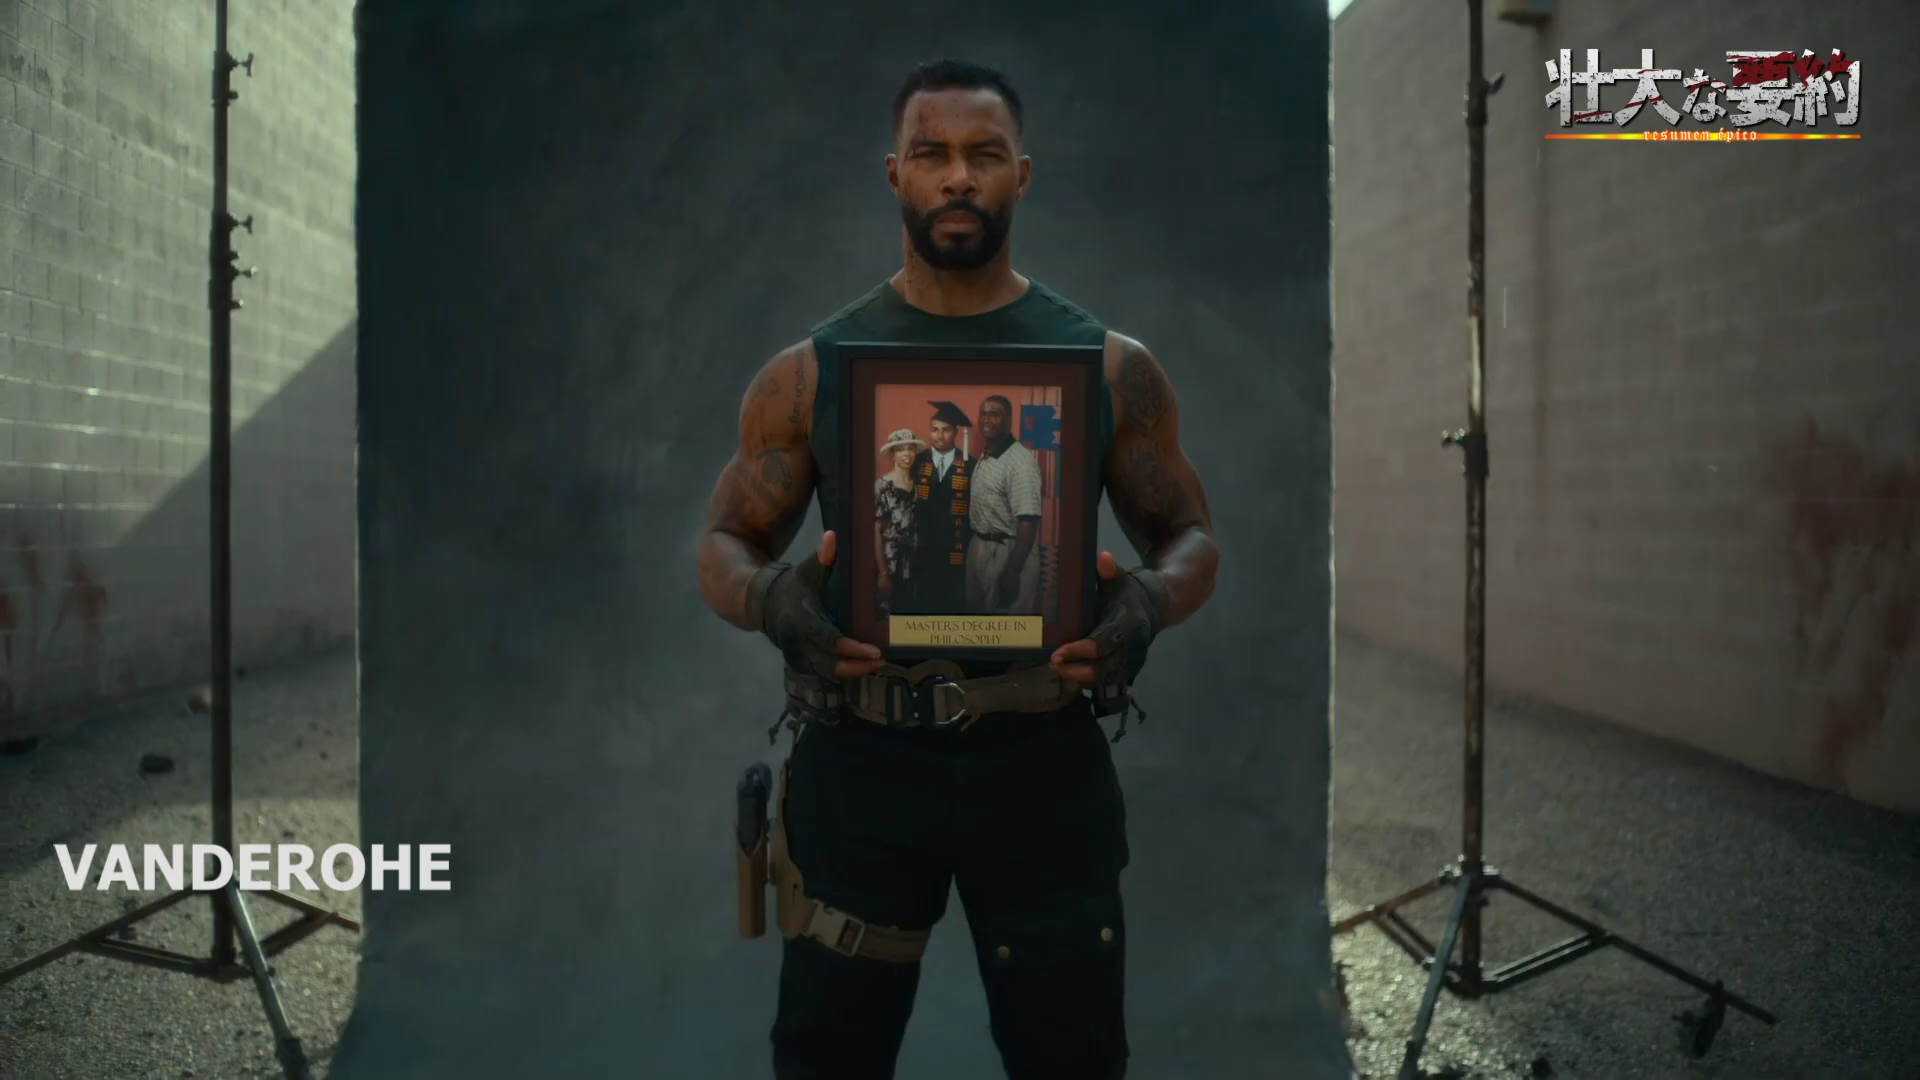 壮大な要約
resumen épico
MASTERS DEGREE IN
PHILOSOPHY
VANDEROHE